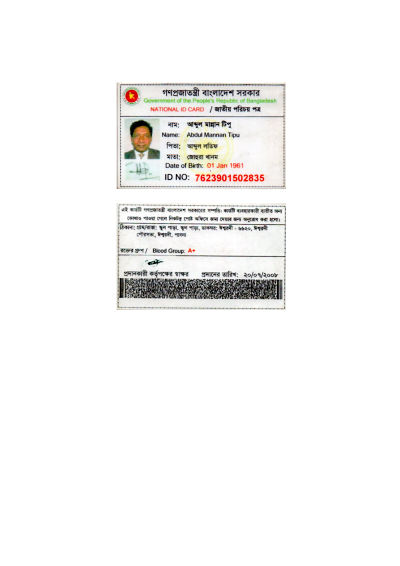 গণপ্রজাতন্ত্রী বাংলাদেশ সরকার
Government of the People's Republic of Bangladesh
NATIONAL ID CARD / জাতীয় পরিচয় পত্র
নাম: আব্দুল মান্নান টিপু
Name: Abdul Mannan Tipu
পিতা: আব্দুল লতিফ
মাতা: জোহরা খানম
Date of Birth: 01 Jan 1961
ID NO: 7623901502835
এই কার্ডটি গণপ্রজাতন্ত্রী বাংলাদেশ সরকারের সম্পত্তি। কার্ডটি ব্যবহারকারী ব্যতীত অন্য
কোথাও পাওয়া গেলে নিকটস্থ পোস্ট অফিসে জমা দেবার জন্য অনুরোধ করা হলো।
ঠিকানা: গ্রাম/রাস্তা: স্কুল পাড়া, স্কুল পাড়া, ডাকঘর: ঈশ্বরদী - ৬৬২০, ঈশ্বরদী
পৌরসভা, ঈশ্বরদী, পাবনা
রক্তের গ্রুপ / Blood Group: A+
প্রদানকারী কর্তৃপক্ষের স্বাক্ষর প্রদানের তারিখ: ২০/০৭/২০০৮